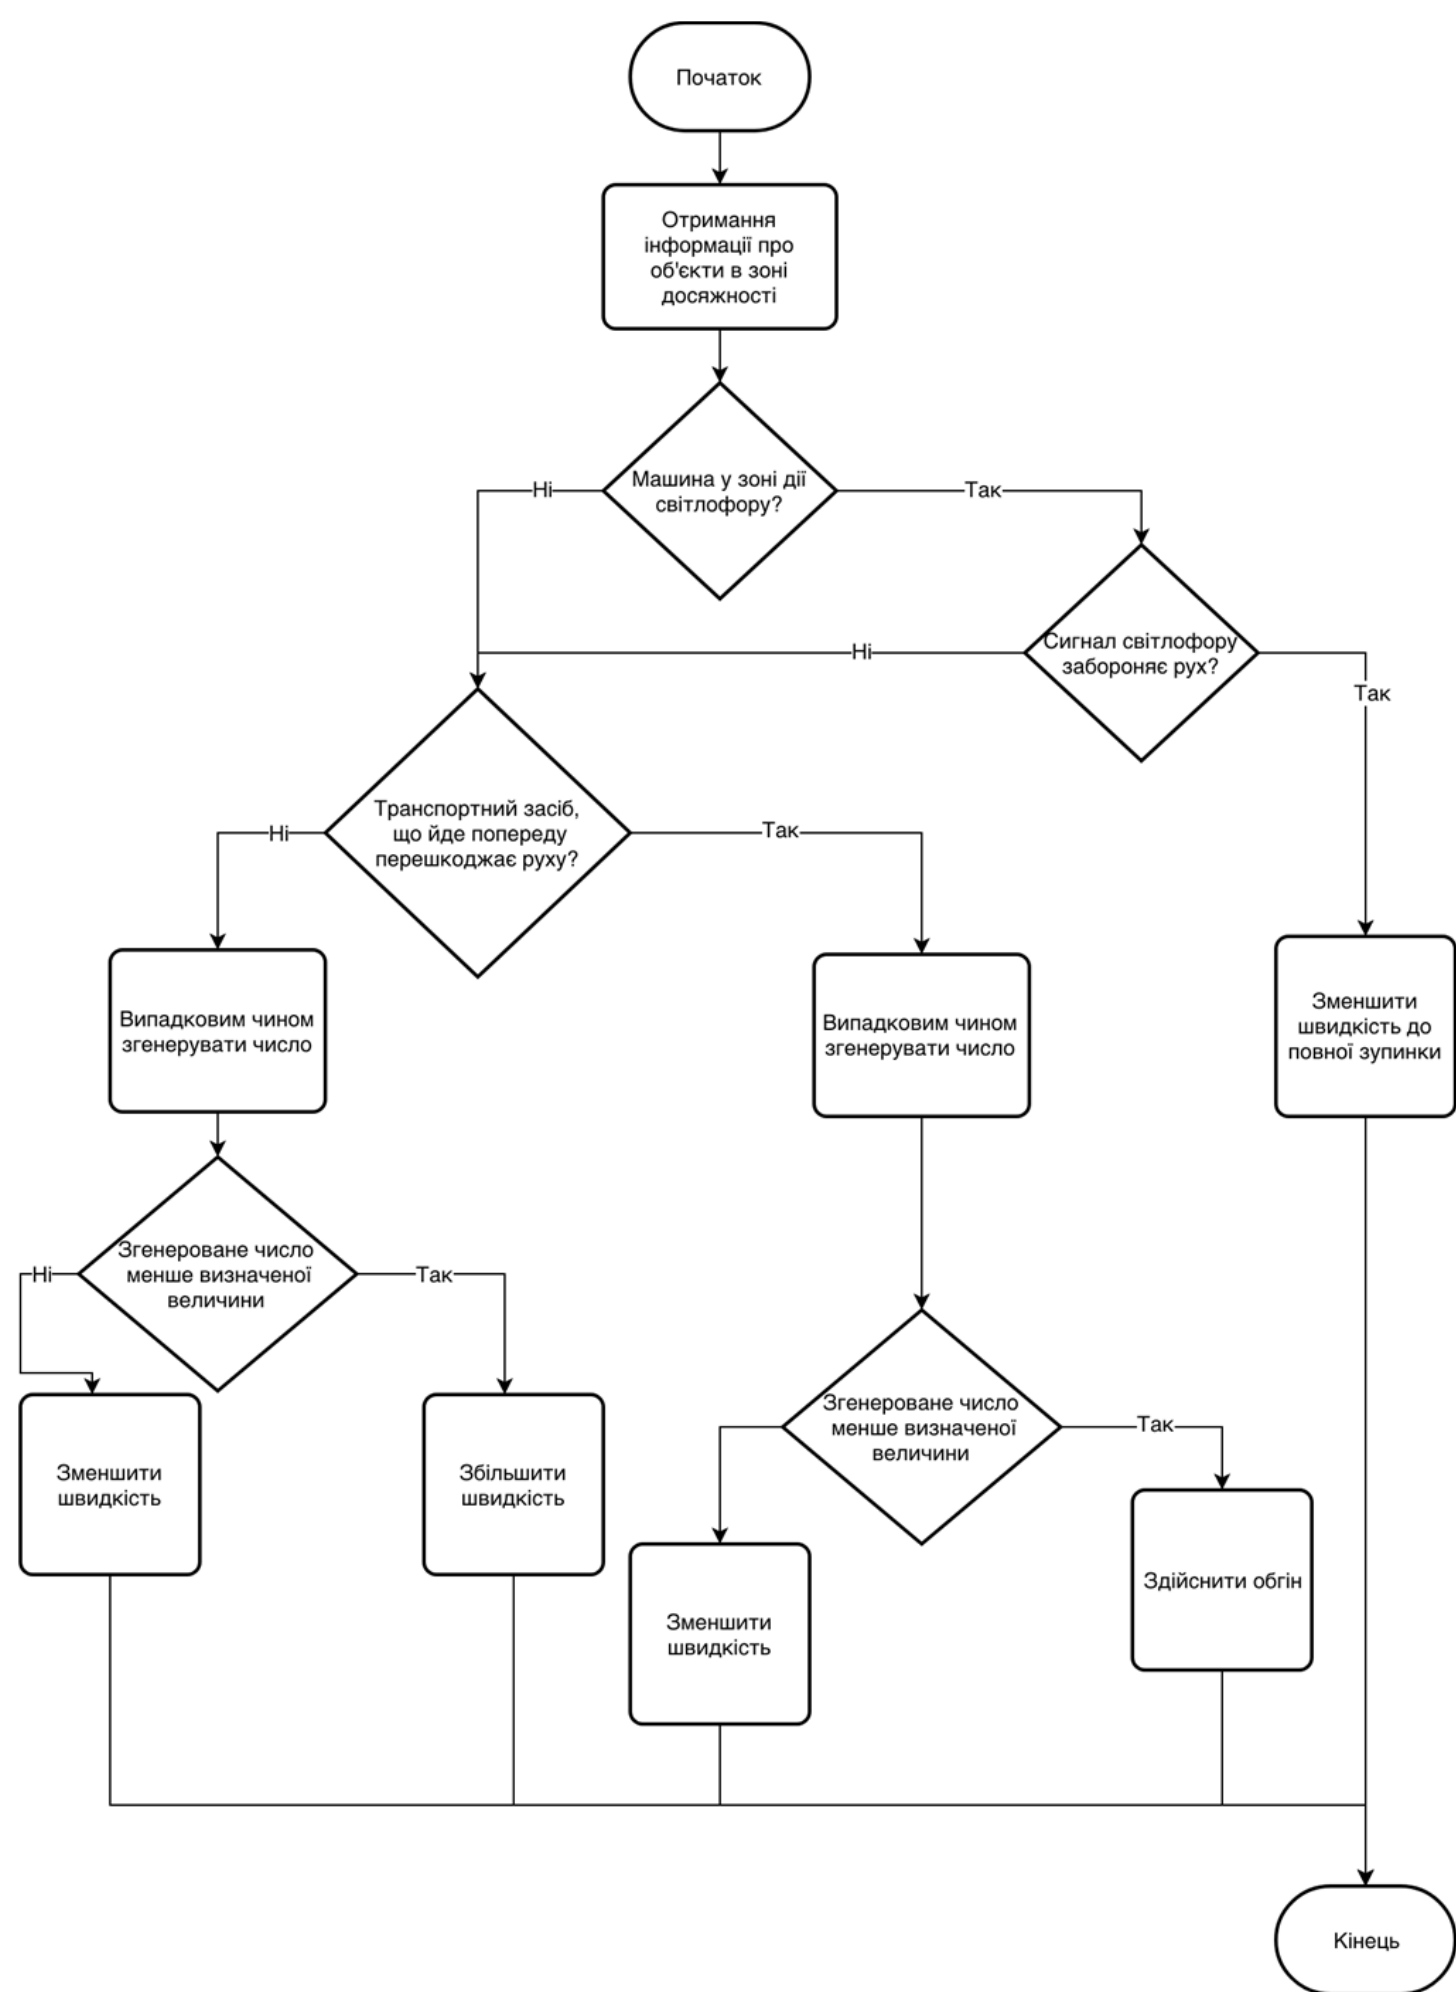 Початок
Отримання
інформації про
об'єкти в зоні
досяжності
Машина у зоні дії
світлофору?
Ні
Так
Сигнал світлофору
забороняє рух?
Ні
Так
Транспортний засіб,
що йде попереду
перешкоджає руху?
Ні
Так
Випадковим чином
згенерувати число
Випадковим чином
згенерувати число
Зменшити
швидкість до
повної зупинки
Згенероване число
менше визначеної
величини
Ні
Так
Згенероване число
менше визначеної
величини
Так
Зменшити
швидкість
Збільшити
швидкість
Зменшити
швидкість
Здійснити обгін
Кінець